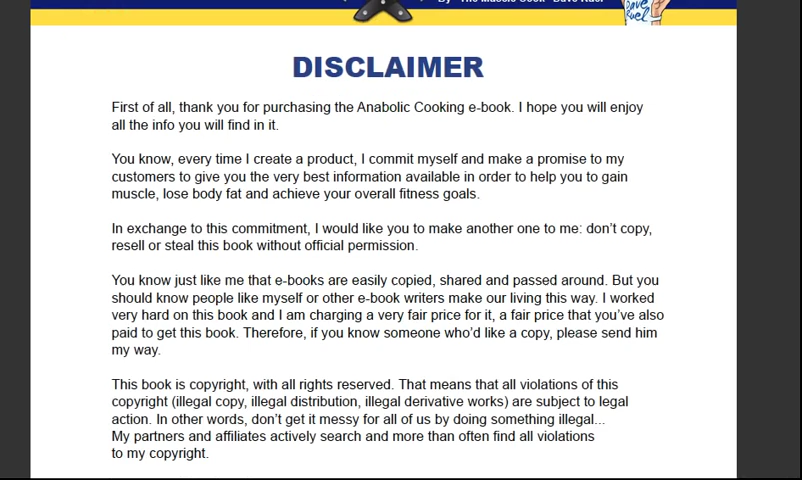 By "The Muscle Cook" Dave Ruel
Dave
Ruel
DISCLAIMER
First of all, thank you for purchasing the Anabolic Cooking e-book. I hope you will enjoy
all the info you will find in it.
You know, every time I create a product, I commit myself and make a promise to my
customers to give you the very best information available in order to help you to gain
muscle, lose body fat and achieve your overall fitness goals.
In exchange to this commitment, I would like you to make another one to me: don't copy,
resell or steal this book without official permission.
You know just like me that e-books are easily copied, shared and passed around. But you
should know people like myself or other e-book writers make our living this way. I worked
very hard on this book and I am charging a very fair price for it, a fair price that you've also
paid to get this book. Therefore, if you know someone who'd like a copy, please send him
my way.
This book is copyright, with all rights reserved. That means that all violations of this
copyright (illegal copy, illegal distribution, illegal derivative works) are subject to legal
action. In other words, don't get it messy for all of us by doing something illegal...
My partners and affiliates actively search and more than often find all violations
to my copyright.